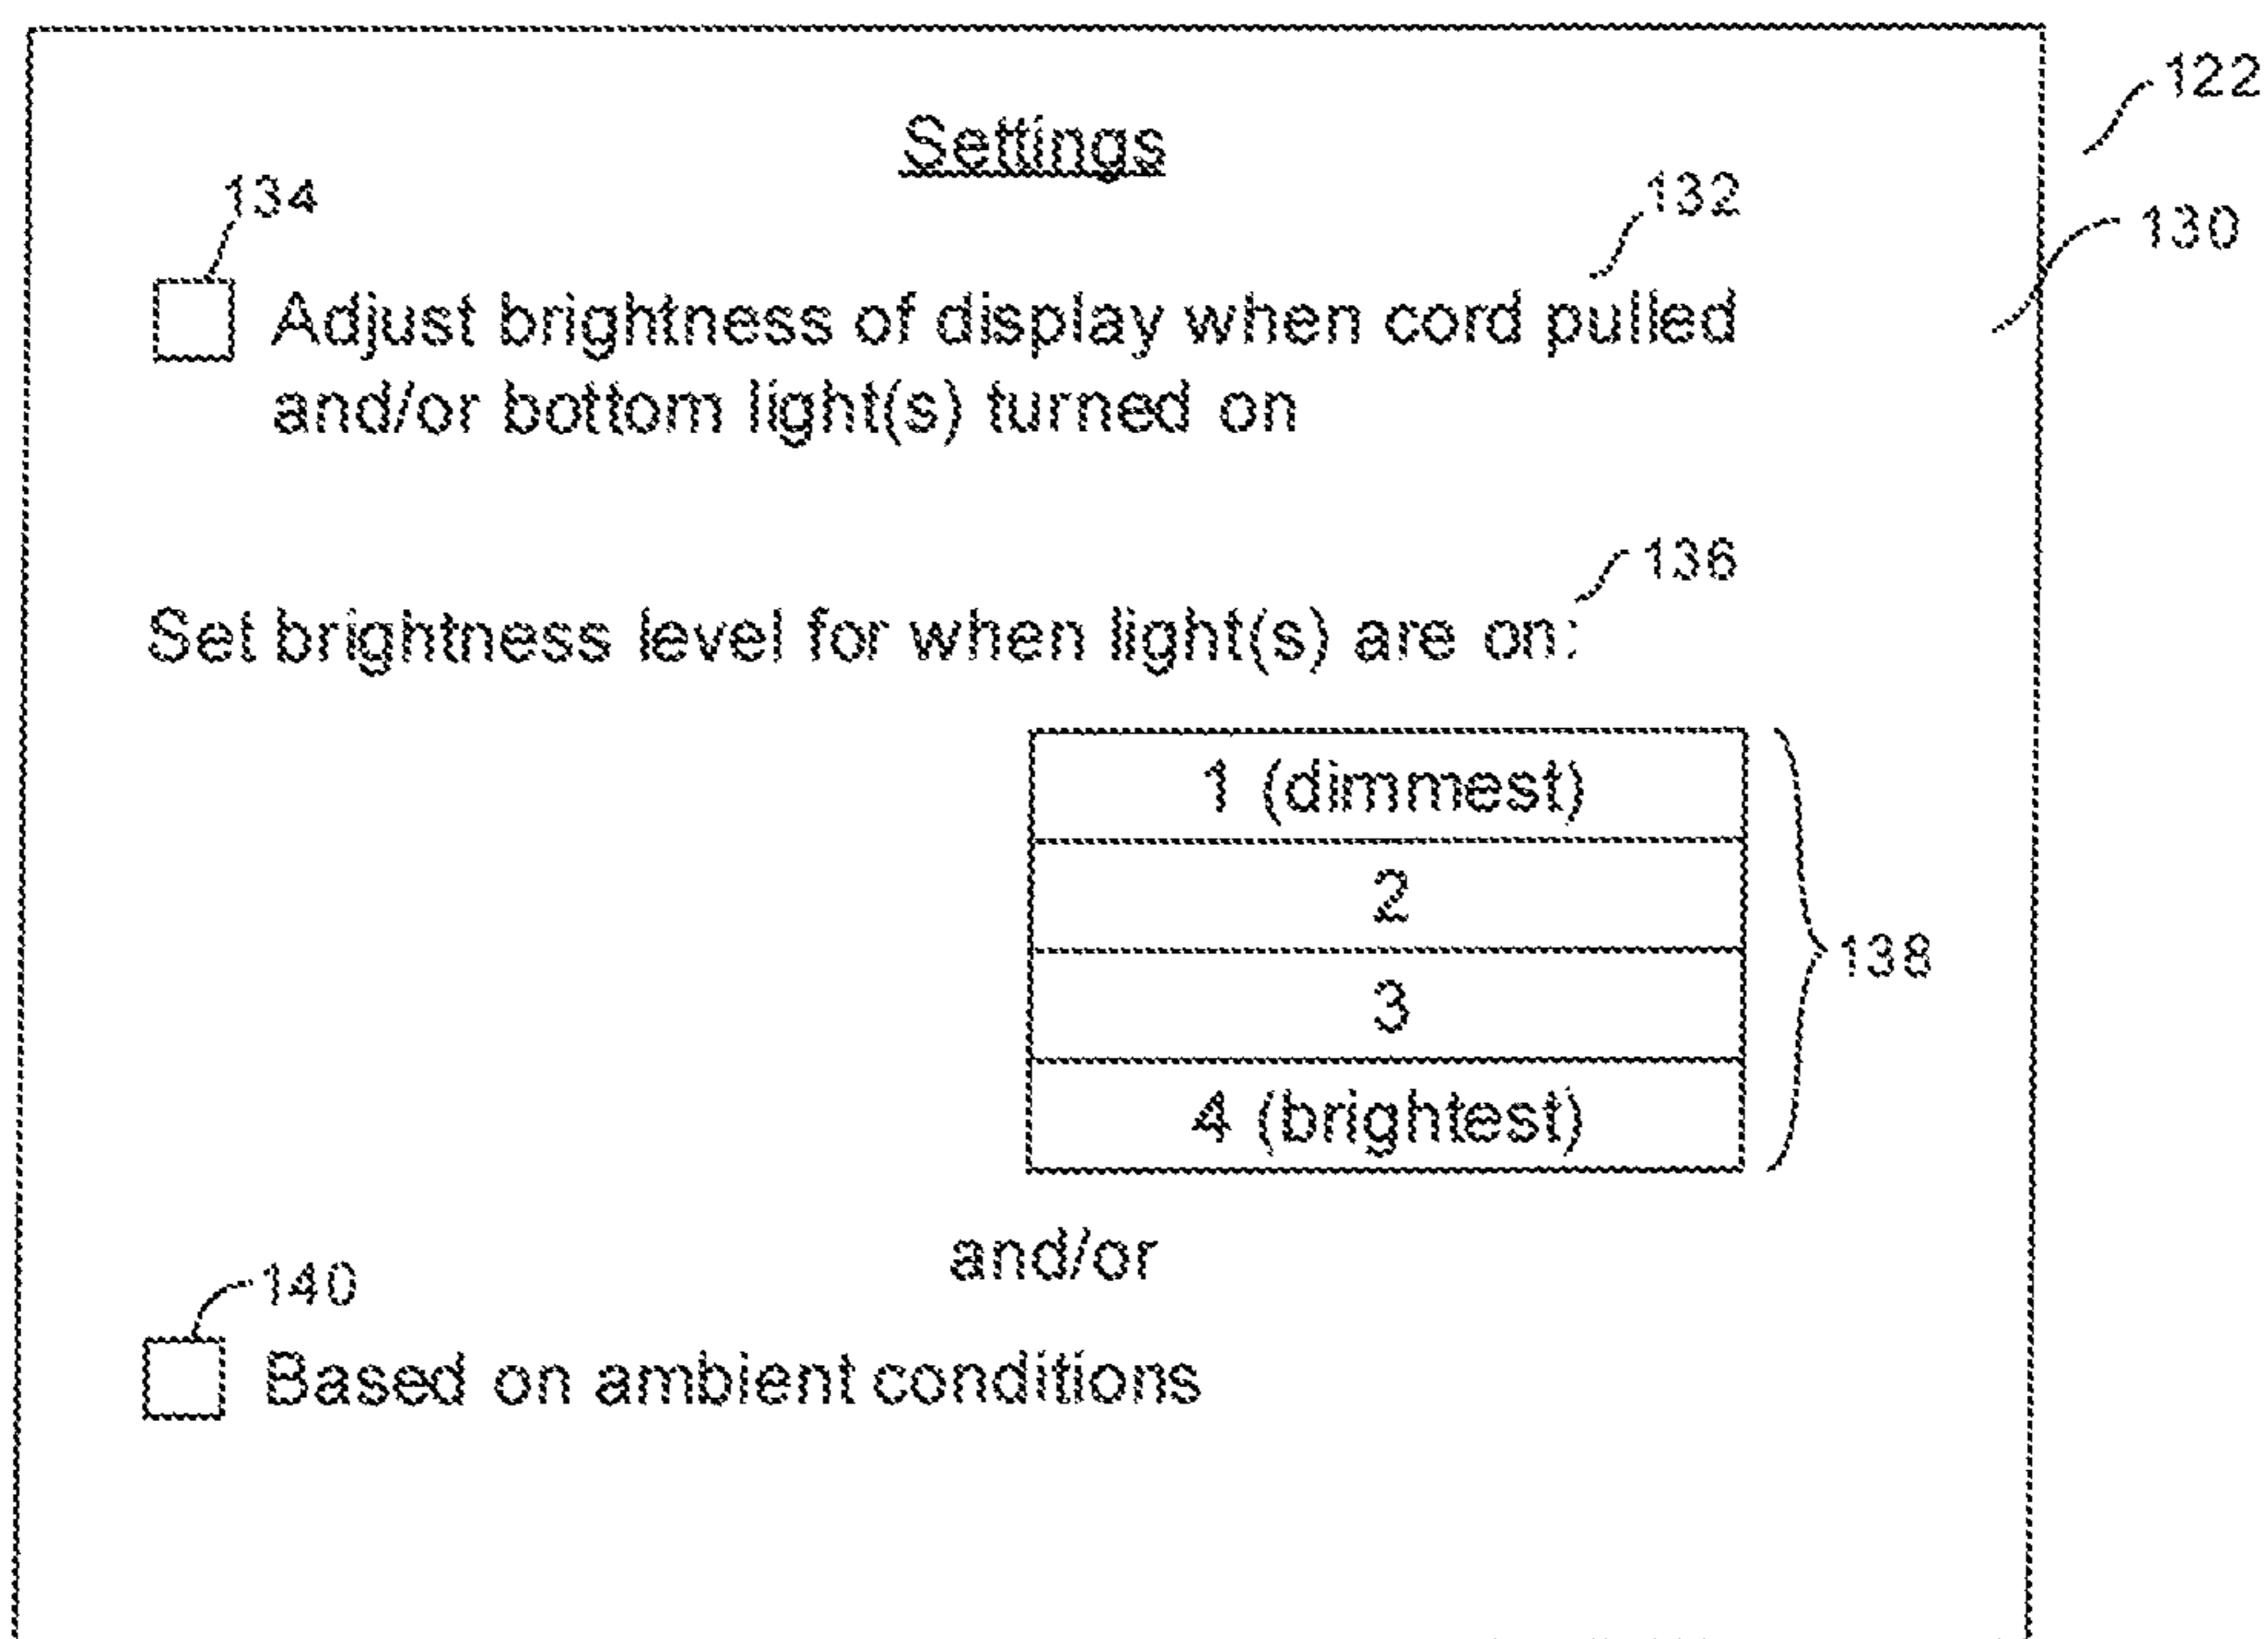 122
Settings
134
132
130
Adjust brightness of display when cord pulled
and/or bottom light(s) turned on
136
Set brightness level for when light(s) are on:
1 (dimmest)
2
3
4 (brightest)
138
and/or
140
Based on ambient conditions